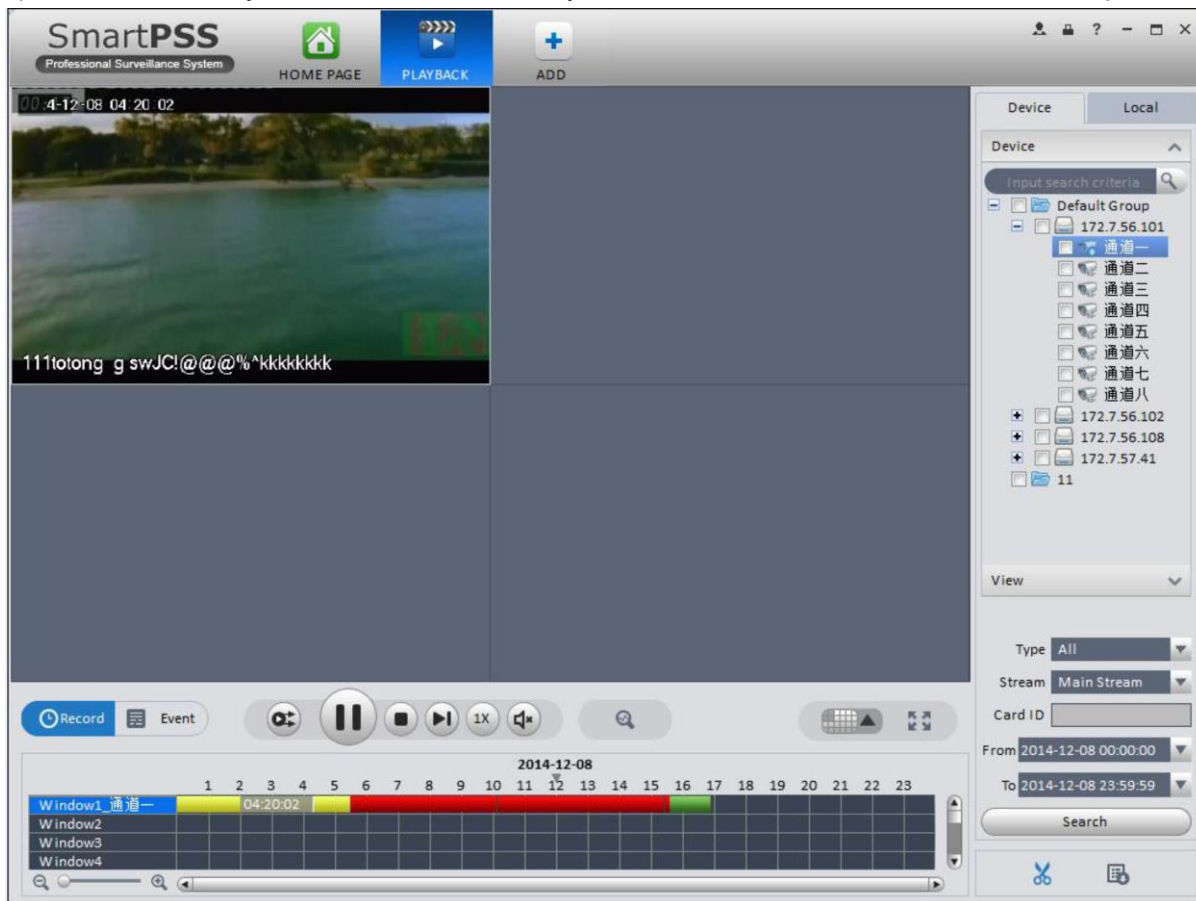 SmartPSS
Professional Surveillance System
HOME PAGE
PLAYBACK
ADD
?
00:4-12-08 04:20:02
111totong g swJC!@@@%^kkkkkkkk
Device
Local
Device
Input search criteria
Default Group
172.7.56.101
通道一
通道二
通道三
通道四
通道五
通道六
通道七
通道八
172.7.56.102
172.7.56.108
172.7.57.41
11
View
Type All
Stream Main Stream
Card ID
From 2014-12-08 00:00:00
To 2014-12-08 23:59:59
Search
Record
Event
1X
2014-12-08
1 2 3 4 5 6 7 8 9 10 11 12 13 14 15 16 17 18 19 20 21 22 23
Window1_通道一
04:20:02
Window2
Window3
Window4